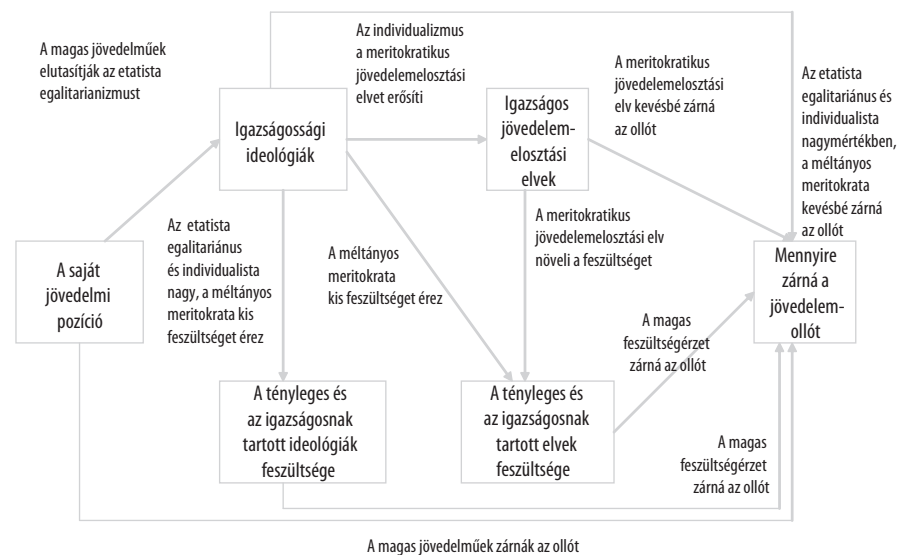 A magas jövedelműek
elutasítják az etatista
egalitarianizmust
Az individualizmus
a meritokratikus
jövedelemelosztási
elvet erősíti
A meritokratikus
jövedelemelosztási
elv kevésbé zárná
az ollót
Az etatista
egalitariánus és
individualista
nagymértékben,
a méltányos
meritokrata
kevésbé zárná
az ollót
Igazságossági
ideológiák
Igazságos
jövedelem-
elosztási
elvek
A saját
jövedelmi
pozíció
Az etatista
egalitariánus
és individualista
nagy, a méltányos
meritokrata kis
feszültséget érez
A méltányos
meritokrata
kis feszültséget érez
A meritokratikus
jövedelemelosztási elv
növeli a feszültséget
Mennyire
zárná a
jövedelem-
ollót
A magas
feszültségérzet
zárná az ollót
A tényleges és
az igazságosnak
tartott ideológiák
feszültsége
A tényleges és
az igazságosnak
tartott elvek
feszültsége
A magas
feszültségérzet
zárná az ollót
A magas jövedelműek zárnák az ollót